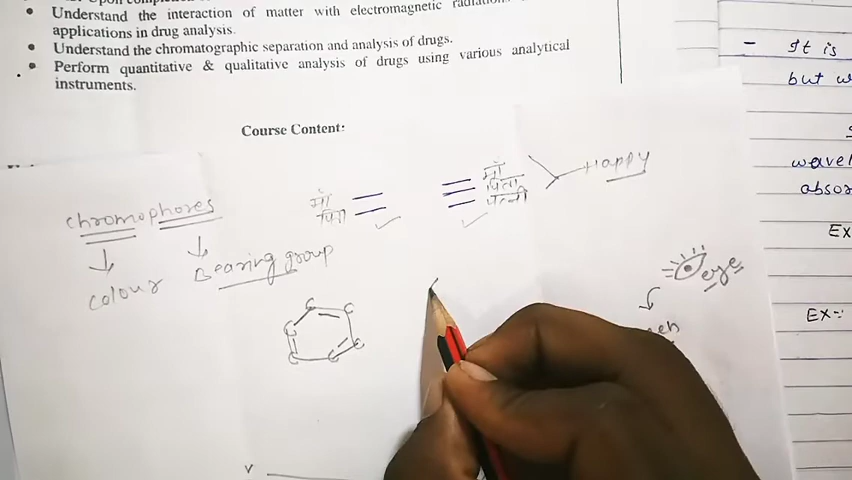 Understand the interaction of matter with electromagnetic
applications in drug analysis.
Understand the chromatographic separation and analysis of drugs.
Perform quantitative & qualitative analysis of drugs using various analytical
instruments.
Course Content:
- It is
but
wavel
absor
Ex
Ex:-
chromophores
colour
Bearing group
माँ
पिता
माँ
पिता
पत्नी
Happy
eye
C
C
C
C
C
C
V